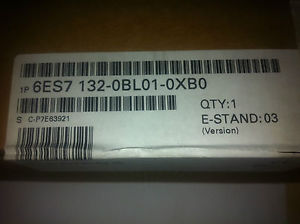 1P 6ES7 132-0BL01-0XB0
QTY:1
S C-P7E63921
E-STAND:03
(Version)